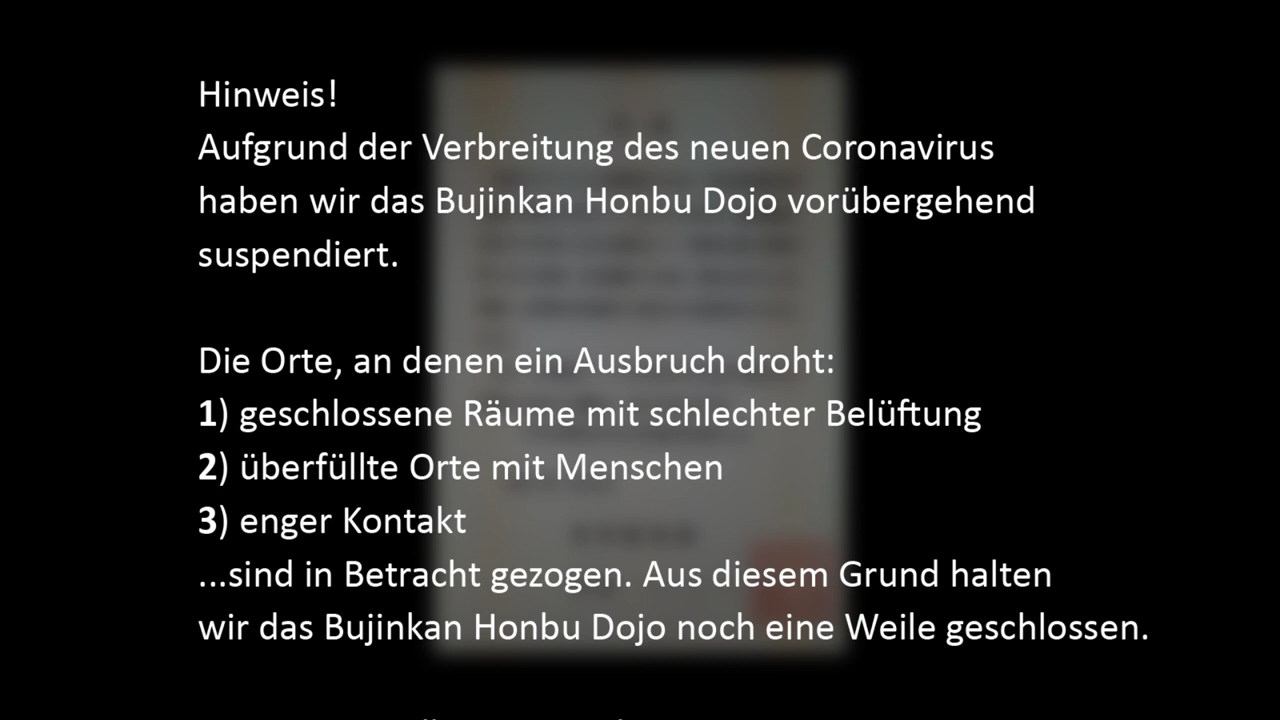 Hinweis!
Aufgrund der Verbreitung des neuen Coronavirus
haben wir das Bujinkan Honbu Dojo vorübergehend
suspendiert.
Die Orte, an denen ein Ausbruch droht:
1) geschlossene Räume mit schlechter Belüftung
2) überfüllte Orte mit Menschen
3) enger Kontakt
...sind in Betracht gezogen. Aus diesem Grund halten
wir das Bujinkan Honbu Dojo noch eine Weile geschlossen.